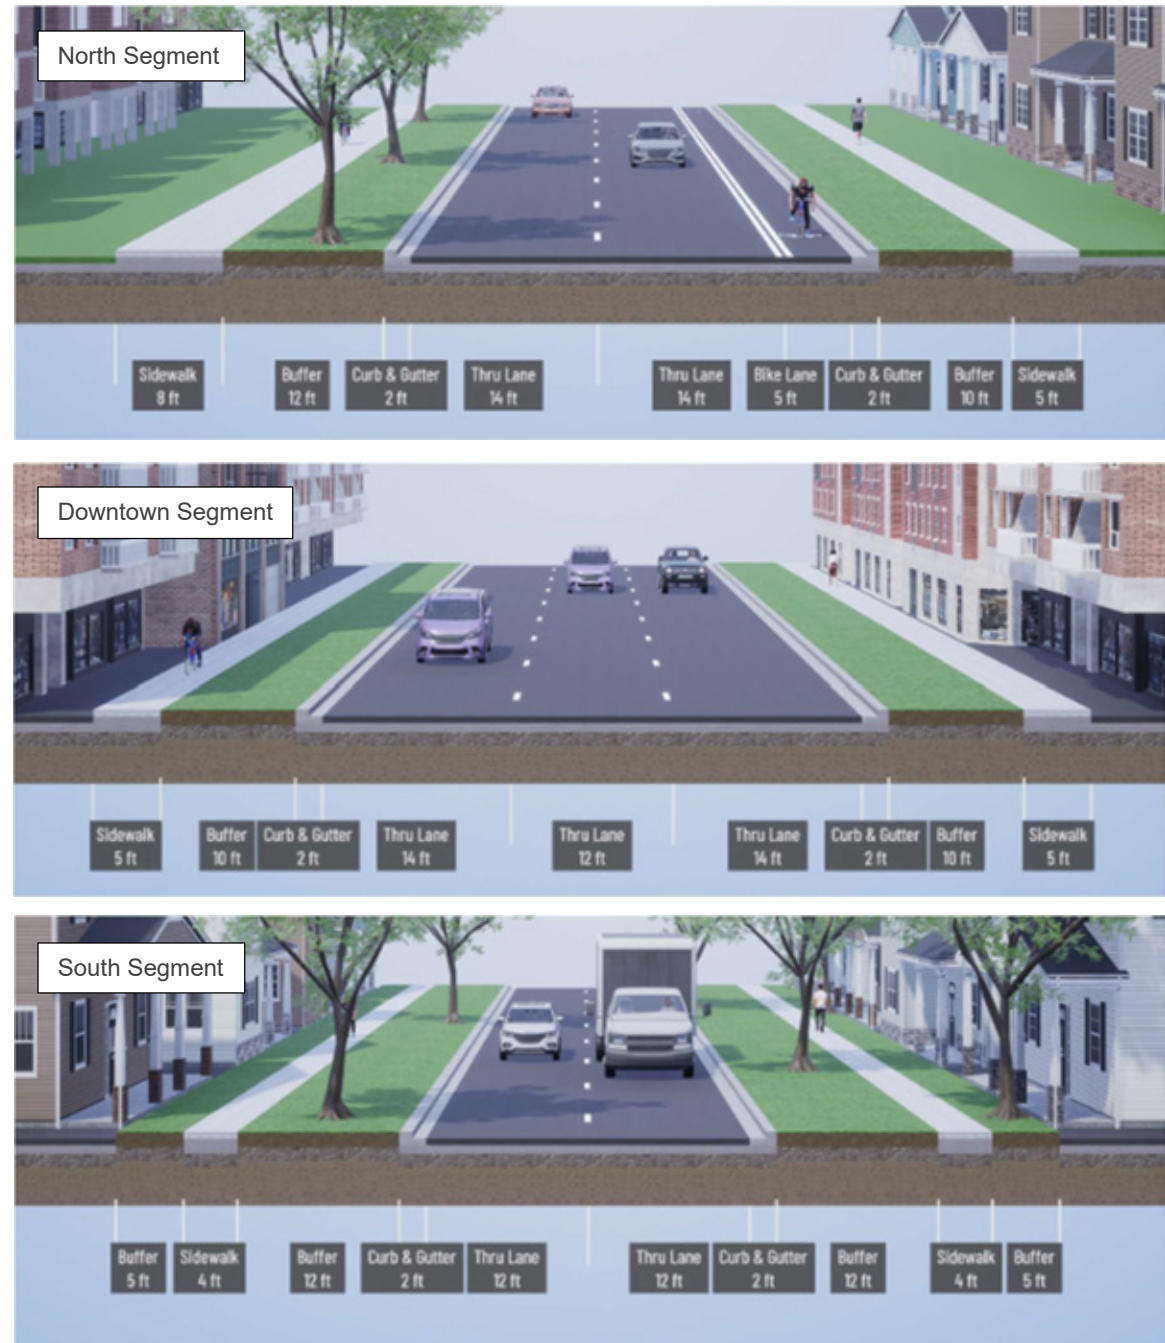 North Segment
Sidewalk
8 ft
Buffer
12 ft
Curb & Gutter
2 ft
Thru Lane
14 ft
Thru Lane
14 ft
Bike Lane
5 ft
Curb & Gutter
2 ft
Buffer
10 ft
Sidewalk
5 ft
Downtown Segment
Sidewalk
5 ft
Buffer
10 ft
Curb & Gutter
2 ft
Thru Lane
14 ft
Thru Lane
12 ft
Thru Lane
14 ft
Curb & Gutter
2 ft
Buffer
10 ft
Sidewalk
5 ft
South Segment
Buffer
5 ft
Sidewalk
4 ft
Buffer
12 ft
Curb & Gutter
2 ft
Thru Lane
12 ft
Thru Lane
12 ft
Curb & Gutter
2 ft
Buffer
12 ft
Sidewalk
4 ft
Buffer
5 ft